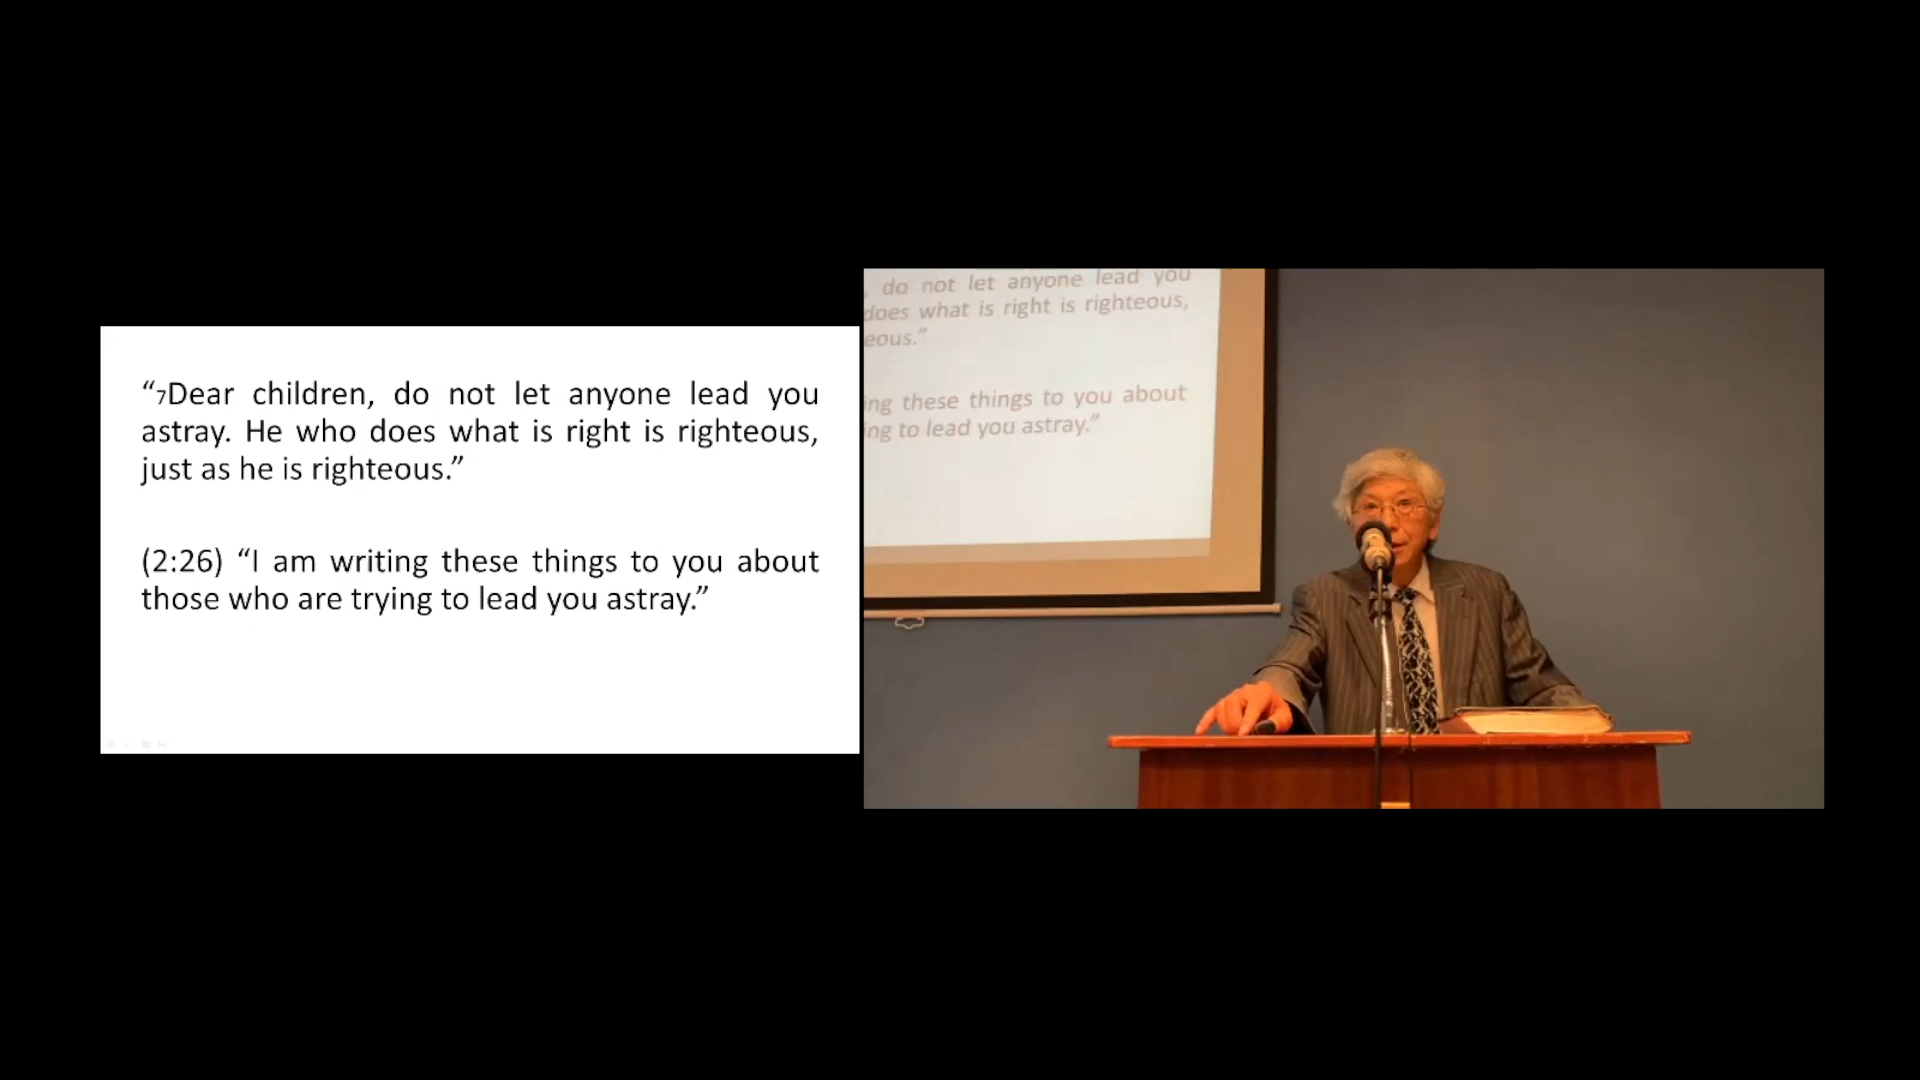 “7Dear children, do not let anyone lead you
astray. He who does what is right is righteous,
just as he is righteous.”
(2:26) “I am writing these things to you about
those who are trying to lead you astray.”
, do not let anyone lead you
does what is right is righteous,
eous.”
ing these things to you about
ing to lead you astray.”